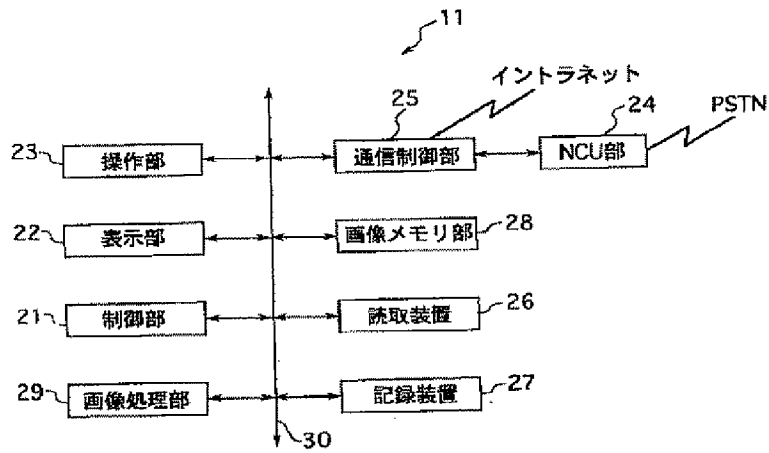 11
イントラネット
25
24
PSTN
23
操作部
通信制御部
NCU部
22
表示部
画像メモリ部
28
21
制御部
読取装置
26
29
画像処理部
記録装置
27
30